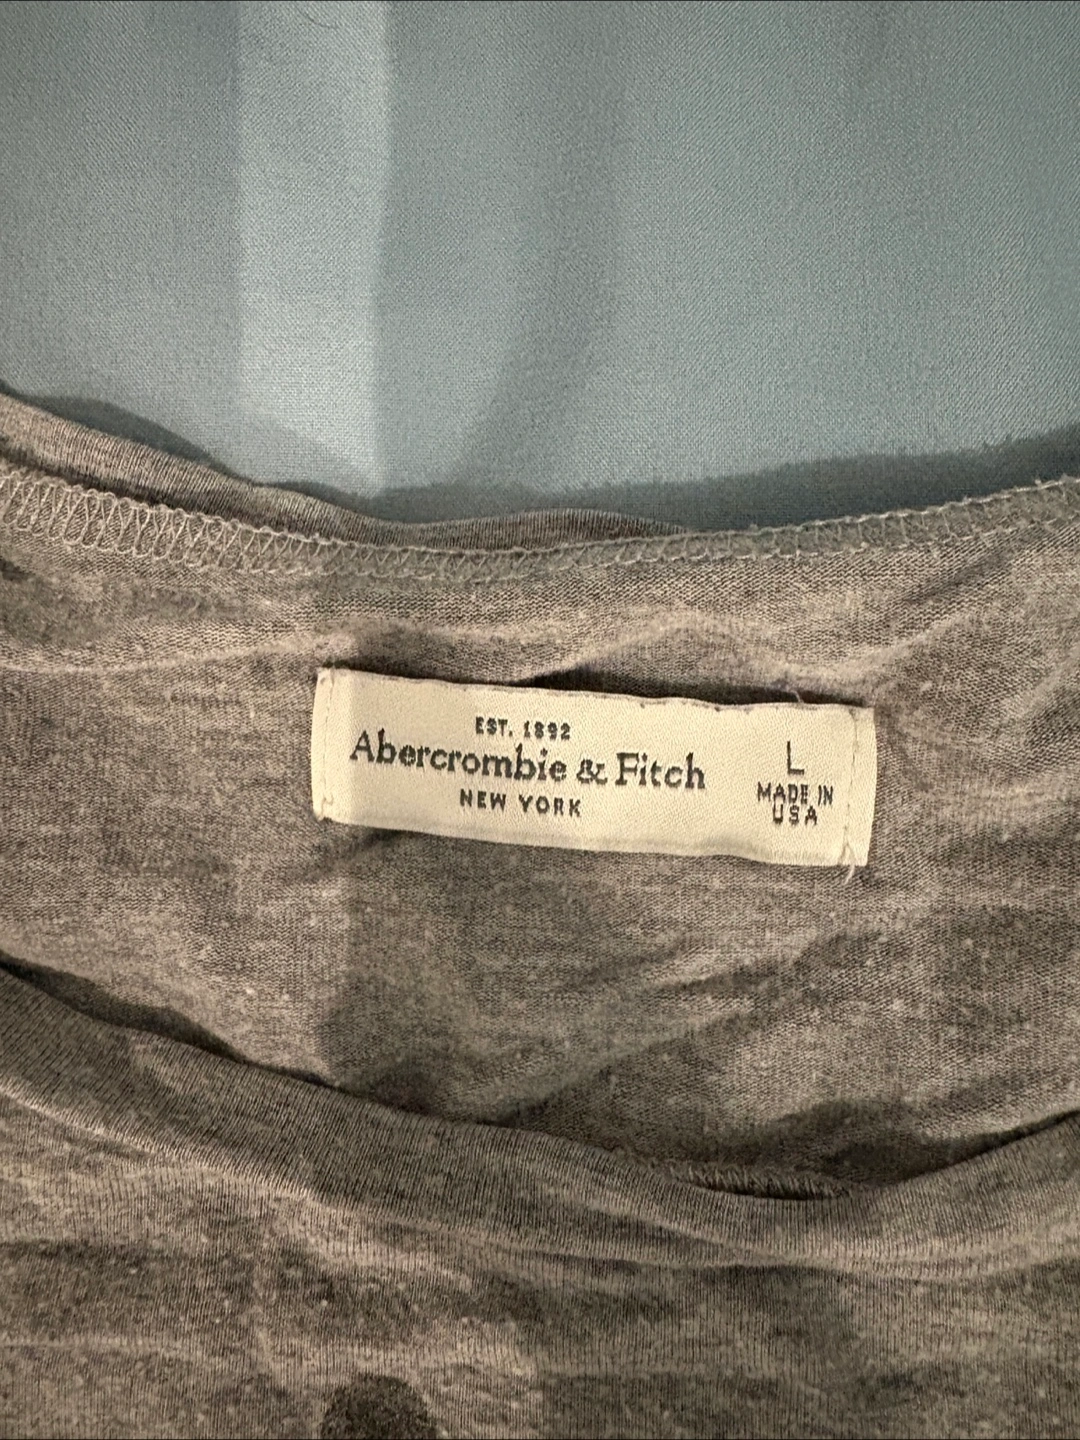 EST. 1892
Abercrombie & Fitch
NEW YORK
L
MADE IN
USA